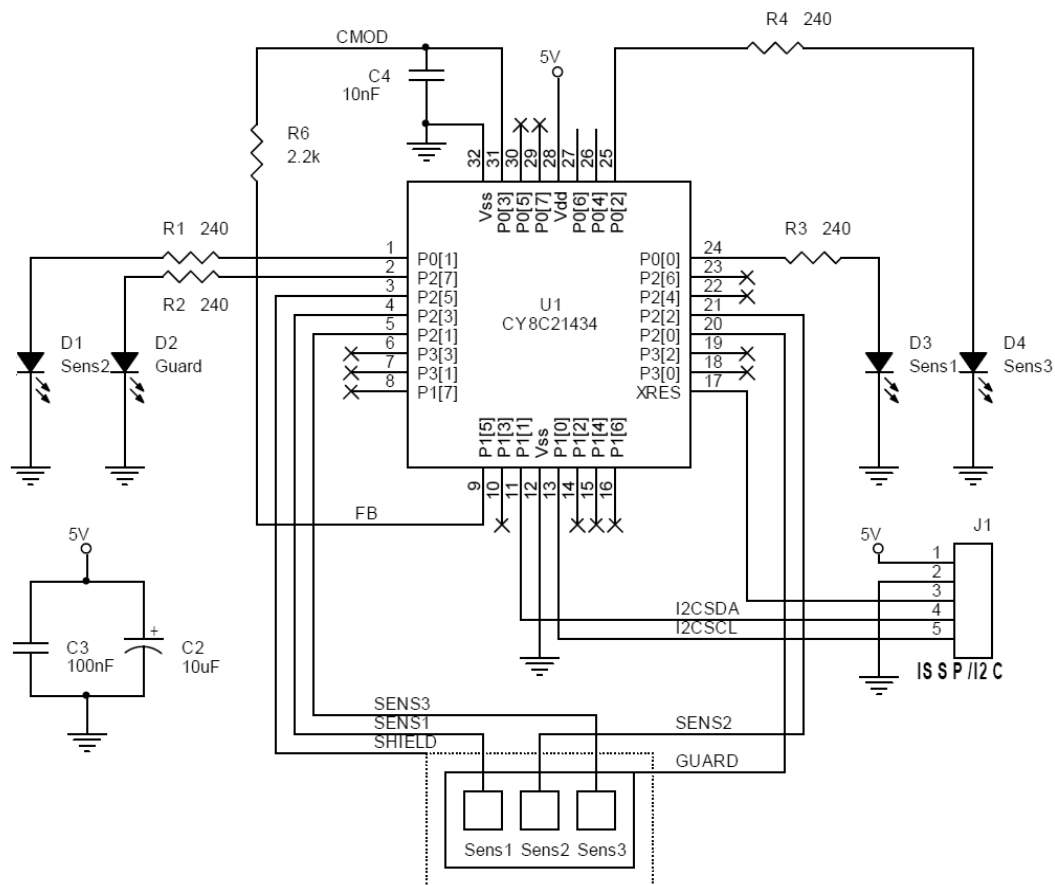 R4 240
CMOD
5V
C4
10nF
R6
2.2k
32
31
30
29
28
27
26
25
Vss
P0[3]
P0[5]
P0[7]
Vdd
P0[6]
P0[4]
P0[2]
R1 240
R2 240
R3 240
1 P0[1]
2 P2[7]
3 P2[5]
4 P2[3]
5 P2[1]
6 P3[3]
7 P3[1]
8 P1[7]
U1
CY8C21434
P0[0] 24
P2[6] 23
P2[4] 22
P2[2] 21
P2[0] 20
P3[2] 19
P3[0] 18
XRES 17
D1
Sens2
D2
Guard
D3
Sens1
D4
Sens3
P1[5]
P1[3]
P1[1]
Vss
P1[0]
P1[2]
P1[4]
P1[6]
9
10
11
12
13
14
15
16
FB
5V
C3
100nF
+
C2
10uF
5V
J1
1
2
3
I2CSDA 4
I2CSCL 5
ISSP/I2C
SENS3
SENS1
SHIELD
SENS2
GUARD
Sens1 Sens2 Sens3